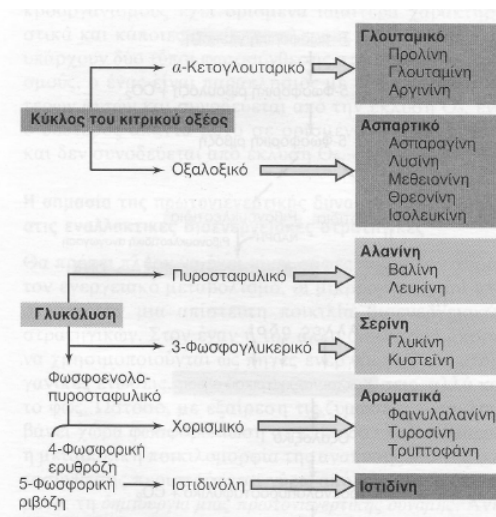 Κύκλος του κιτρικού οξέος
α-Κετογλουταρικό
Γλουταμικό
Προλίνη
Γλουταμίνη
Αργινίνη
Οξαλοξικό
Ασπαρτικό
Ασπαραγίνη
Λυσίνη
Μεθειονίνη
Θρεονίνη
Ισολευκίνη
Γλυκόλυση
Πυροσταφυλικό
Αλανίνη
Βαλίνη
Λευκίνη
3-Φωσφογλυκερικό
Σερίνη
Γλυκίνη
Κυστεΐνη
Φωσφοενολο-
πυροσταφυλικό
4-Φωσφορική
ερυθρόζη
Χορισμικό
Αρωματικά
Φαινυλαλανίνη
Τυροσίνη
Τρυπτοφάνη
5-Φωσφορική
ριβόζη
Ιστιδινόλη
Ιστιδίνη